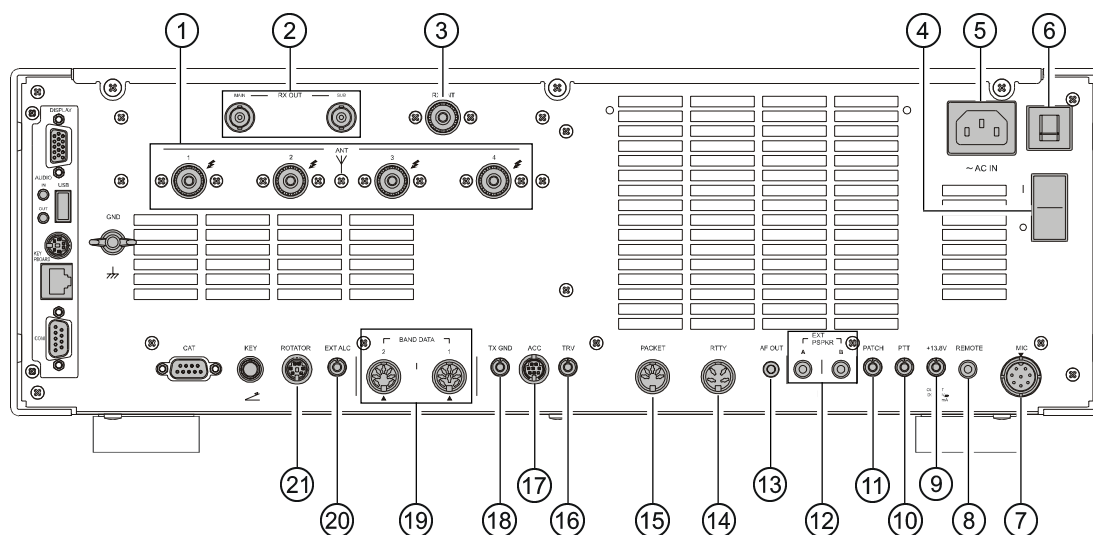 1 2 3 4 5 6
DISPLAY
MAIN RX OUT SUB
ANT
1 2 3 4
AUDIO
IN USB
OUT
~ AC IN
I
GND
KEY
CAT KEY ROTATOR EXT ALC
BAND DATA
2 1
TX GND ACC TRV PACKET RTTY AF OUT
EXT
A B
PATCH PTT +13.8V REMOTE MIC
21 20 19 18 17 16 15 14 13 12 11 10 9 8 7